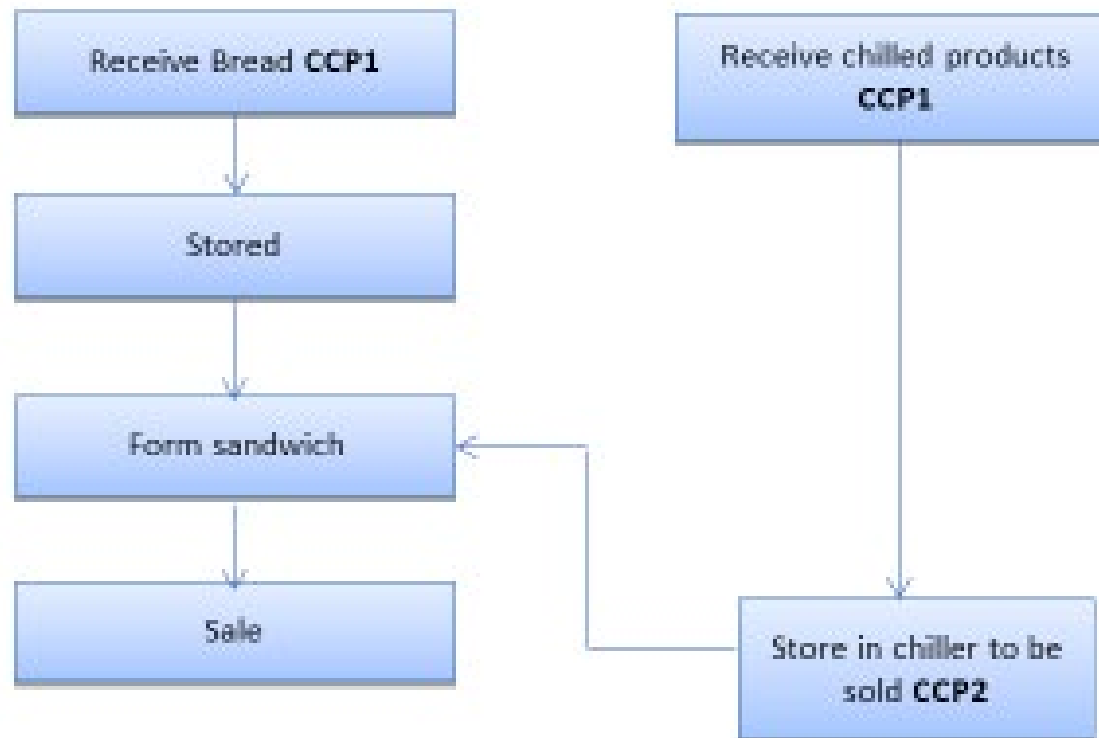 Receive Bread CCP1
Stored
Form sandwich
Sale
Receive chilled products
CCP1
Store in chiller to be
sold CCP2